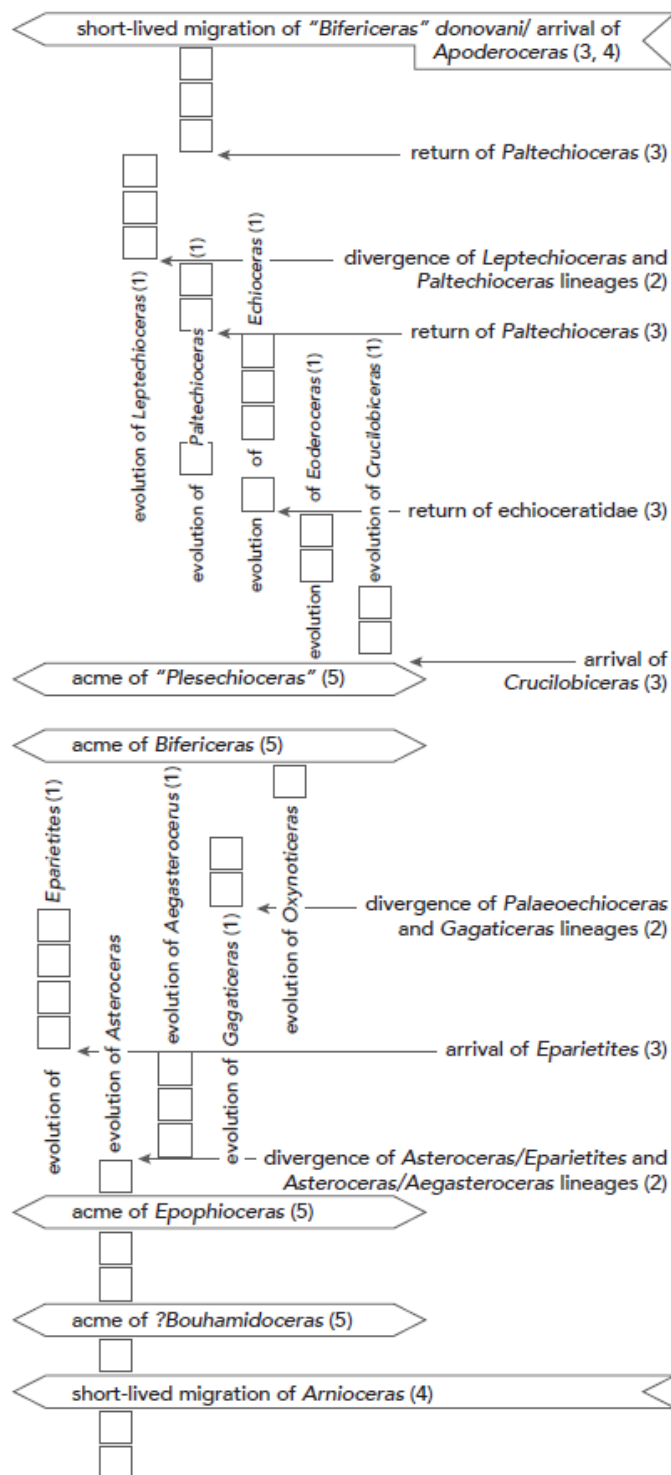 short-lived migration of "Bifericeras" donovani/ arrival of
Apoderoceras (3, 4)
return of Paltechioceras (3)
divergence of Leptechioceras and
Paltechioceras lineages (2)
return of Paltechioceras (3)
evolution of Leptechioceras (1)
evolution of Paltechioceras (1)
evolution of Echioceras (1)
evolution of Eoderoceras (1)
evolution of Crucilobiceras (1)
return of echioceratidae (3)
arrival of
Crucilobiceras (3)
acme of "Plesechioceras" (5)
acme of Bifericeras (5)
evolution of Eparietites (1)
evolution of Asteroceras
evolution of Aegasterocerus (1)
evolution of Gagaticeras (1)
evolution of Oxynoticeras
divergence of Palaeoechioceras
and Gagaticeras lineages (2)
arrival of Eparietites (3)
divergence of Asteroceras/Eparietites and
Asteroceras/Aegasteroceras lineages (2)
acme of Epophioceras (5)
acme of ?Bouhamidoceras (5)
short-lived migration of Arnioceras (4)